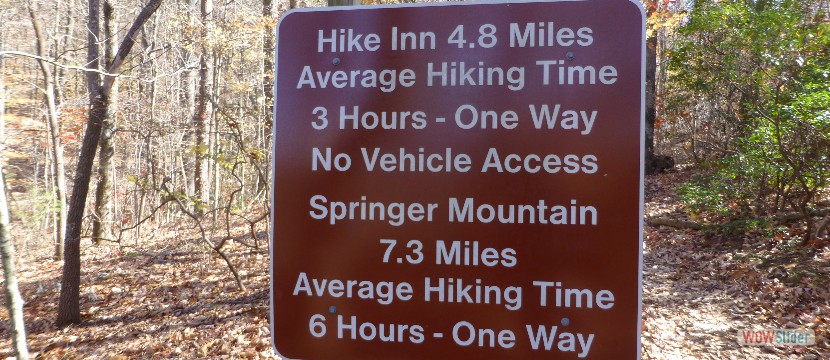 Hike Inn 4.8 Miles
Average Hiking Time
3 Hours - One Way
No Vehicle Access
Springer Mountain
7.3 Miles
Average Hiking Time
6 Hours - One Way
WOWSlider